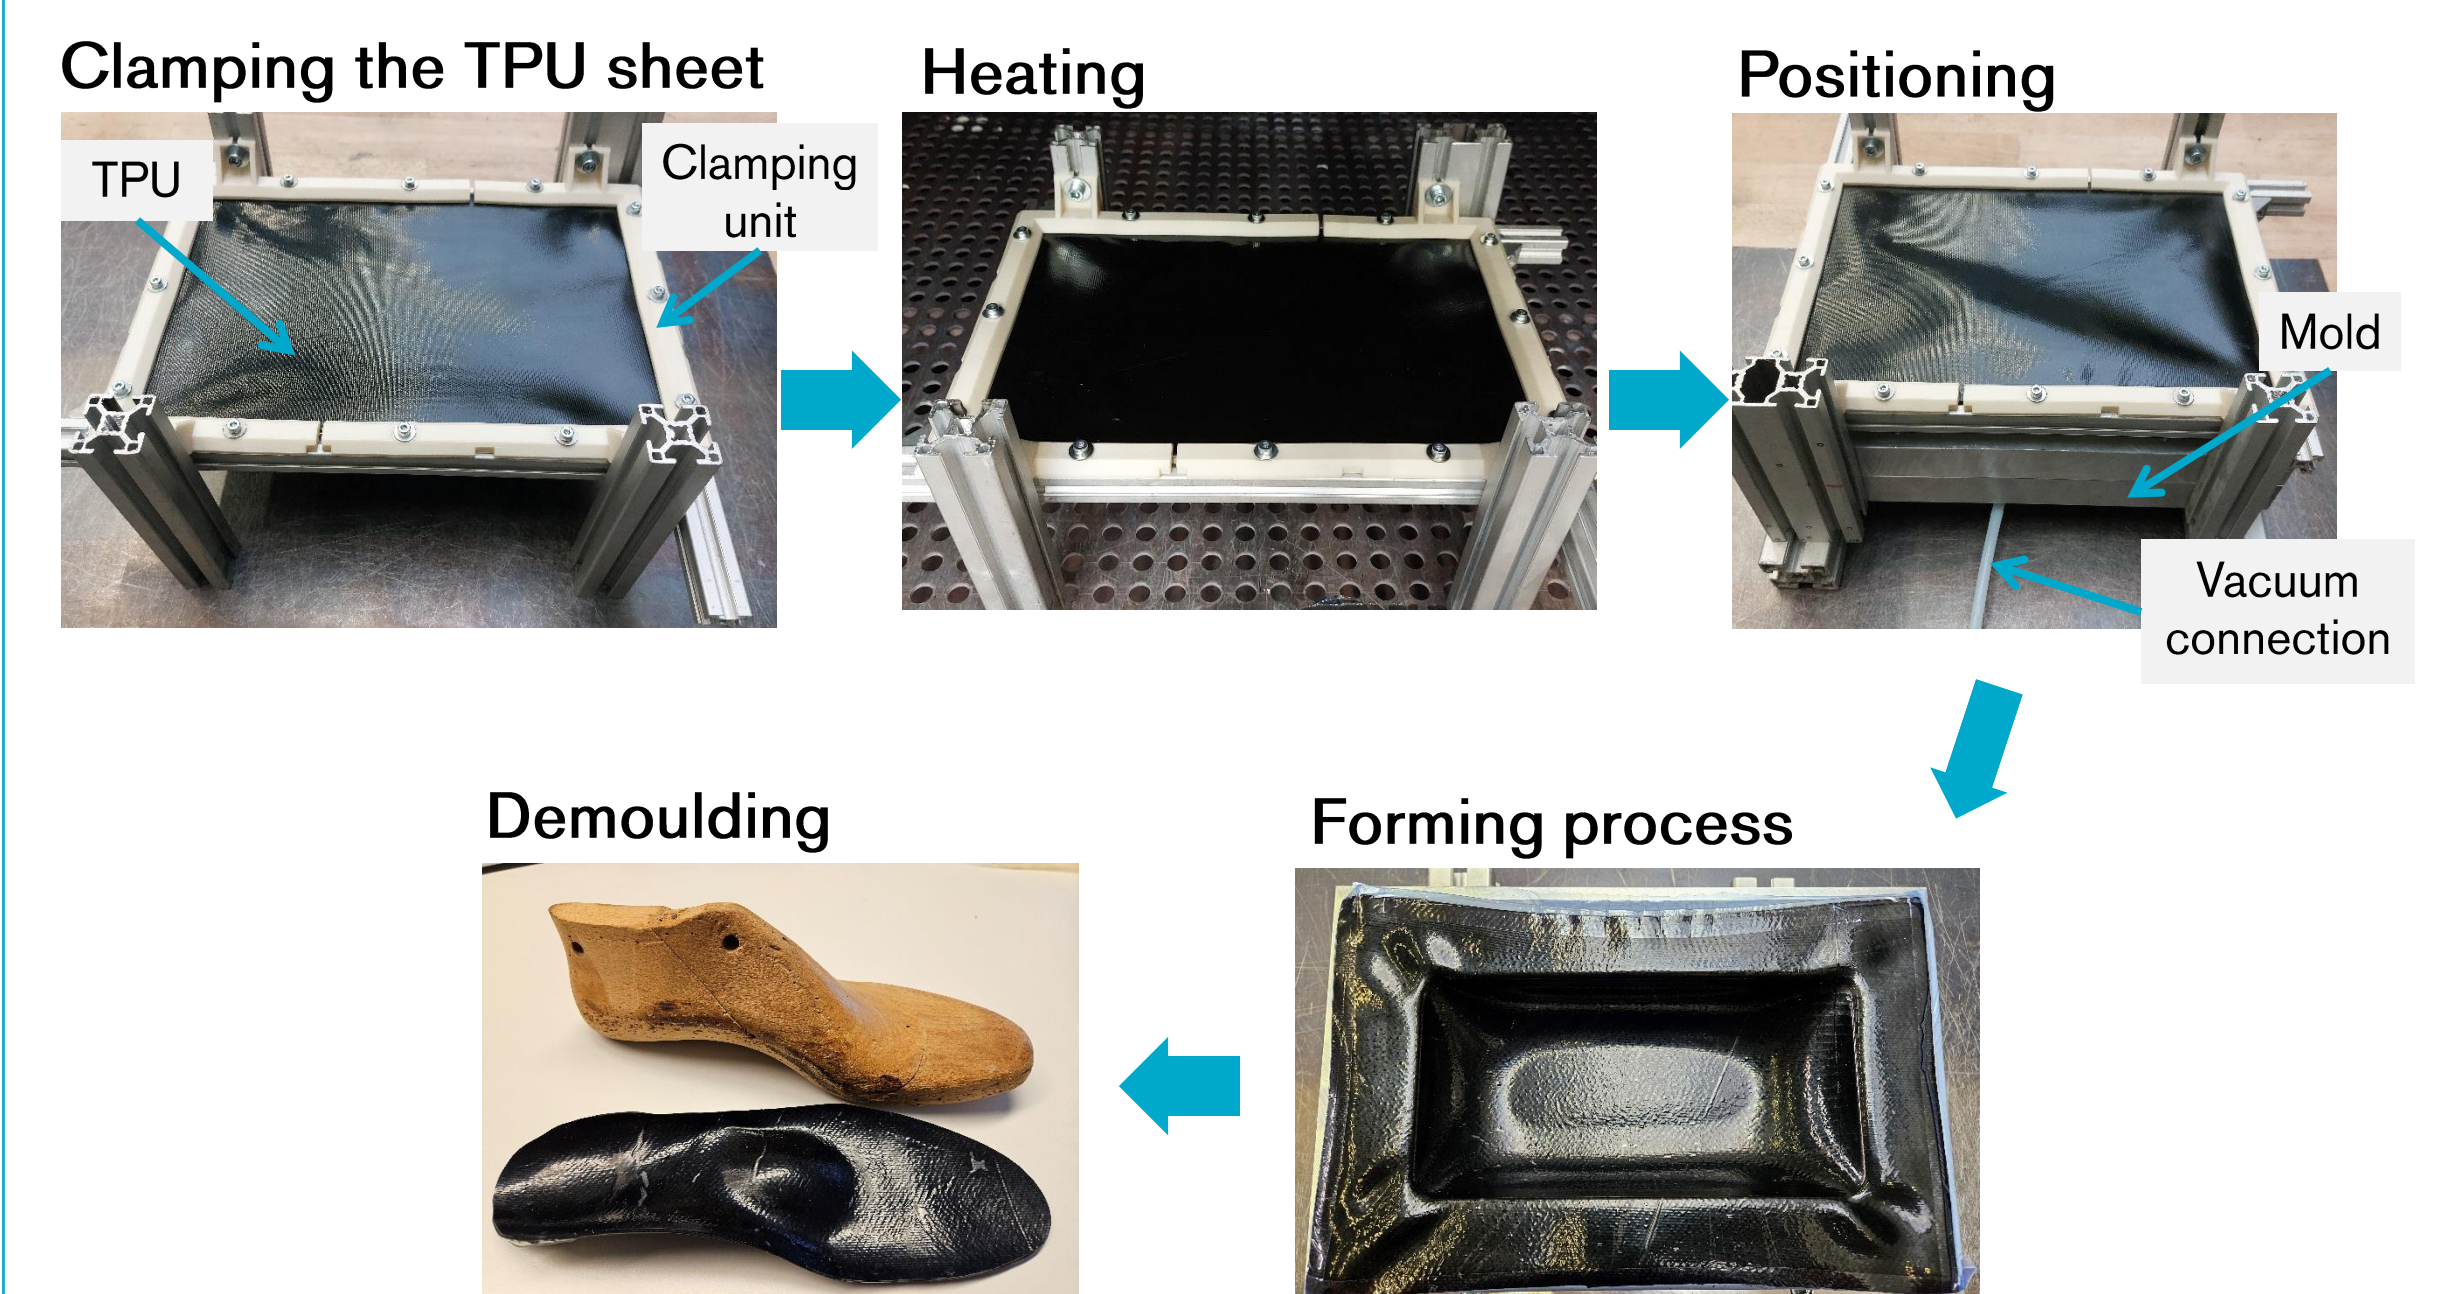 Clamping the TPU sheet
Heating
Positioning
TPU
Clamping
unit
Mold
Vacuum
connection
Demoulding
Forming process